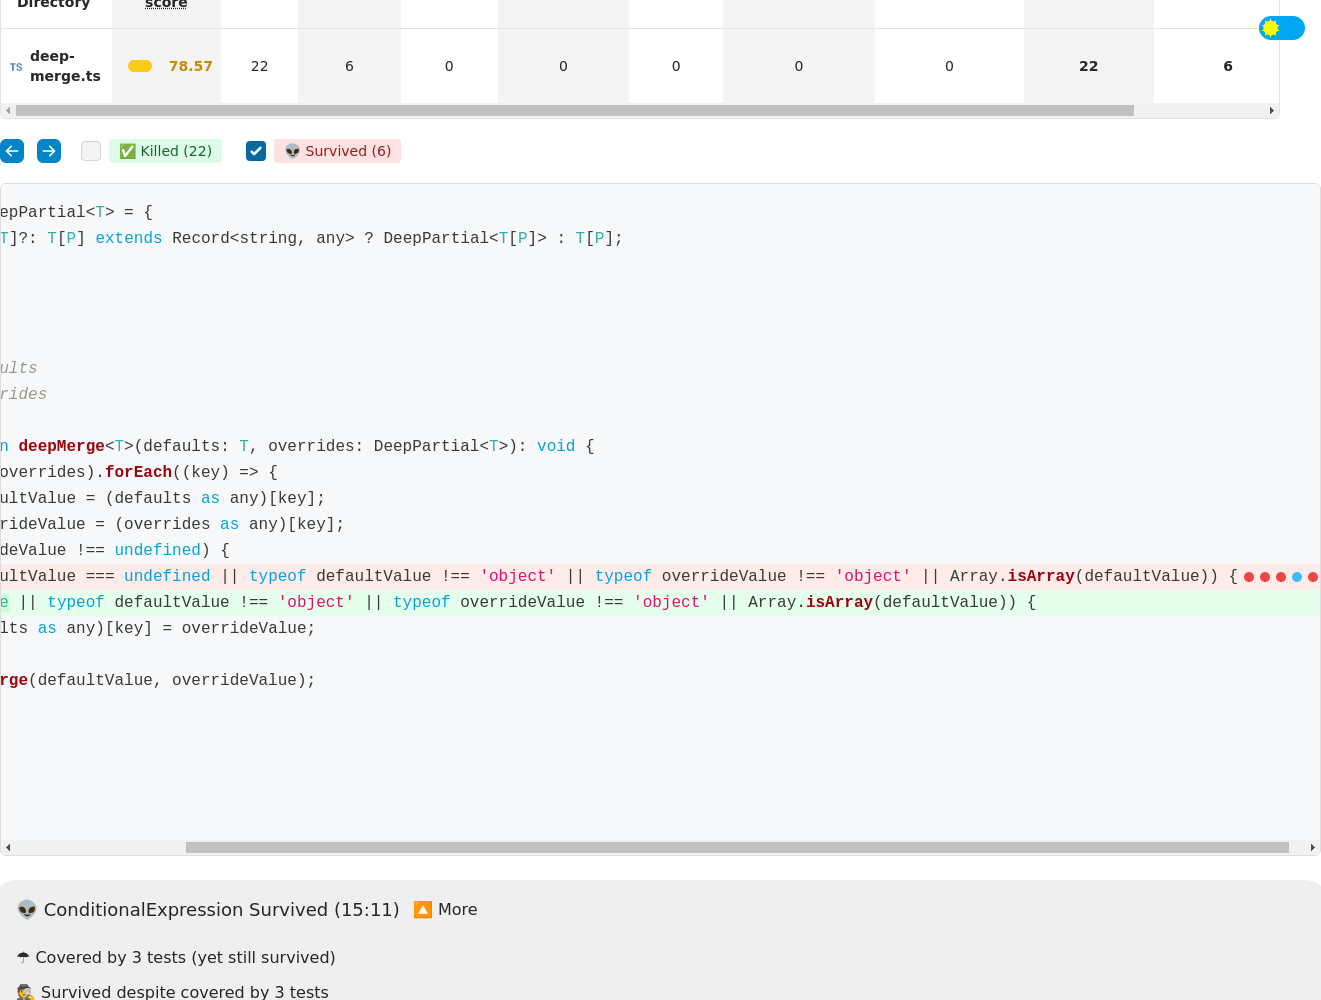 Directory score
TS deep-merge.ts 78.57 22 6 0 0 0 0 0 22 6
✅ Killed (22) 👽 Survived (6)
epPartial<T> = {
T]?: T[P] extends Record<string, any> ? DeepPartial<T[P]> : T[P];
ults
rides
n deepMerge<T>(defaults: T, overrides: DeepPartial<T>): void {
overrides).forEach((key) => {
ultValue = (defaults as any)[key];
rideValue = (overrides as any)[key];
deValue !== undefined) {
ultValue === undefined || typeof defaultValue !== 'object' || typeof overrideValue !== 'object' || Array.isArray(defaultValue)) {
e || typeof defaultValue !== 'object' || typeof overrideValue !== 'object' || Array.isArray(defaultValue)) {
lts as any)[key] = overrideValue;
rge(defaultValue, overrideValue);
👽 ConditionalExpression Survived (15:11) 🔼 More
☂ Covered by 3 tests (yet still survived)
🕵 Survived despite covered by 3 tests